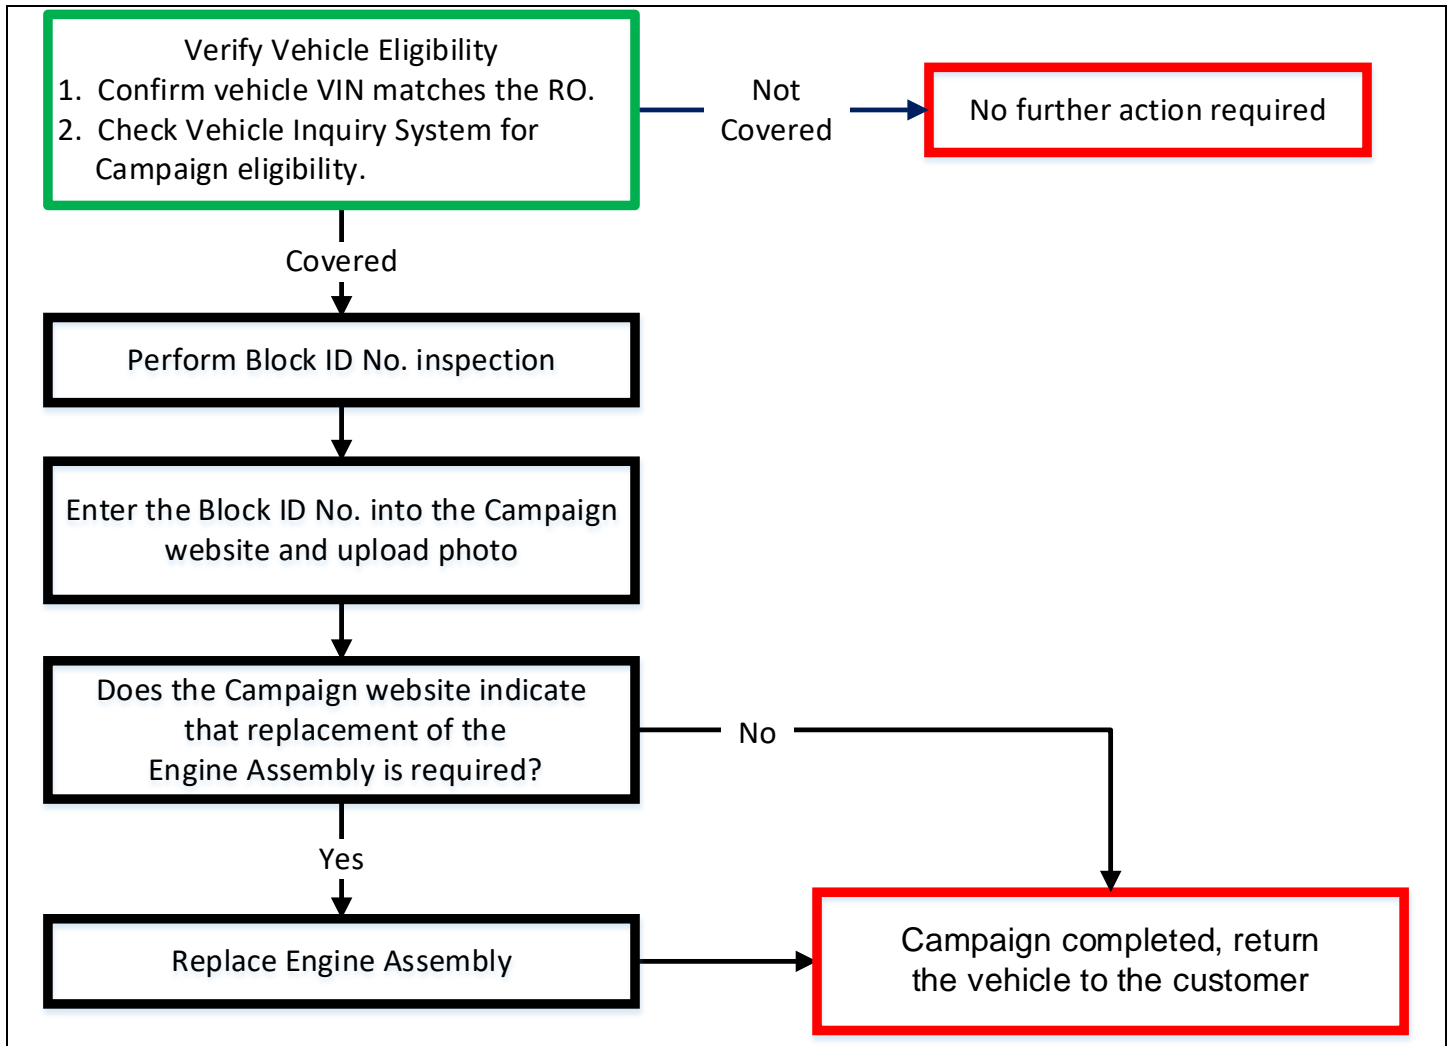 Verify Vehicle Eligibility
1. Confirm vehicle VIN matches the RO.
2. Check Vehicle Inquiry System for
Campaign eligibility.
Not
Covered
No further action required
Covered
Perform Block ID No. inspection
Enter the Block ID No. into the Campaign
website and upload photo
Does the Campaign website indicate
that replacement of the
Engine Assembly is required?
No
Yes
Replace Engine Assembly
Campaign completed, return
the vehicle to the customer